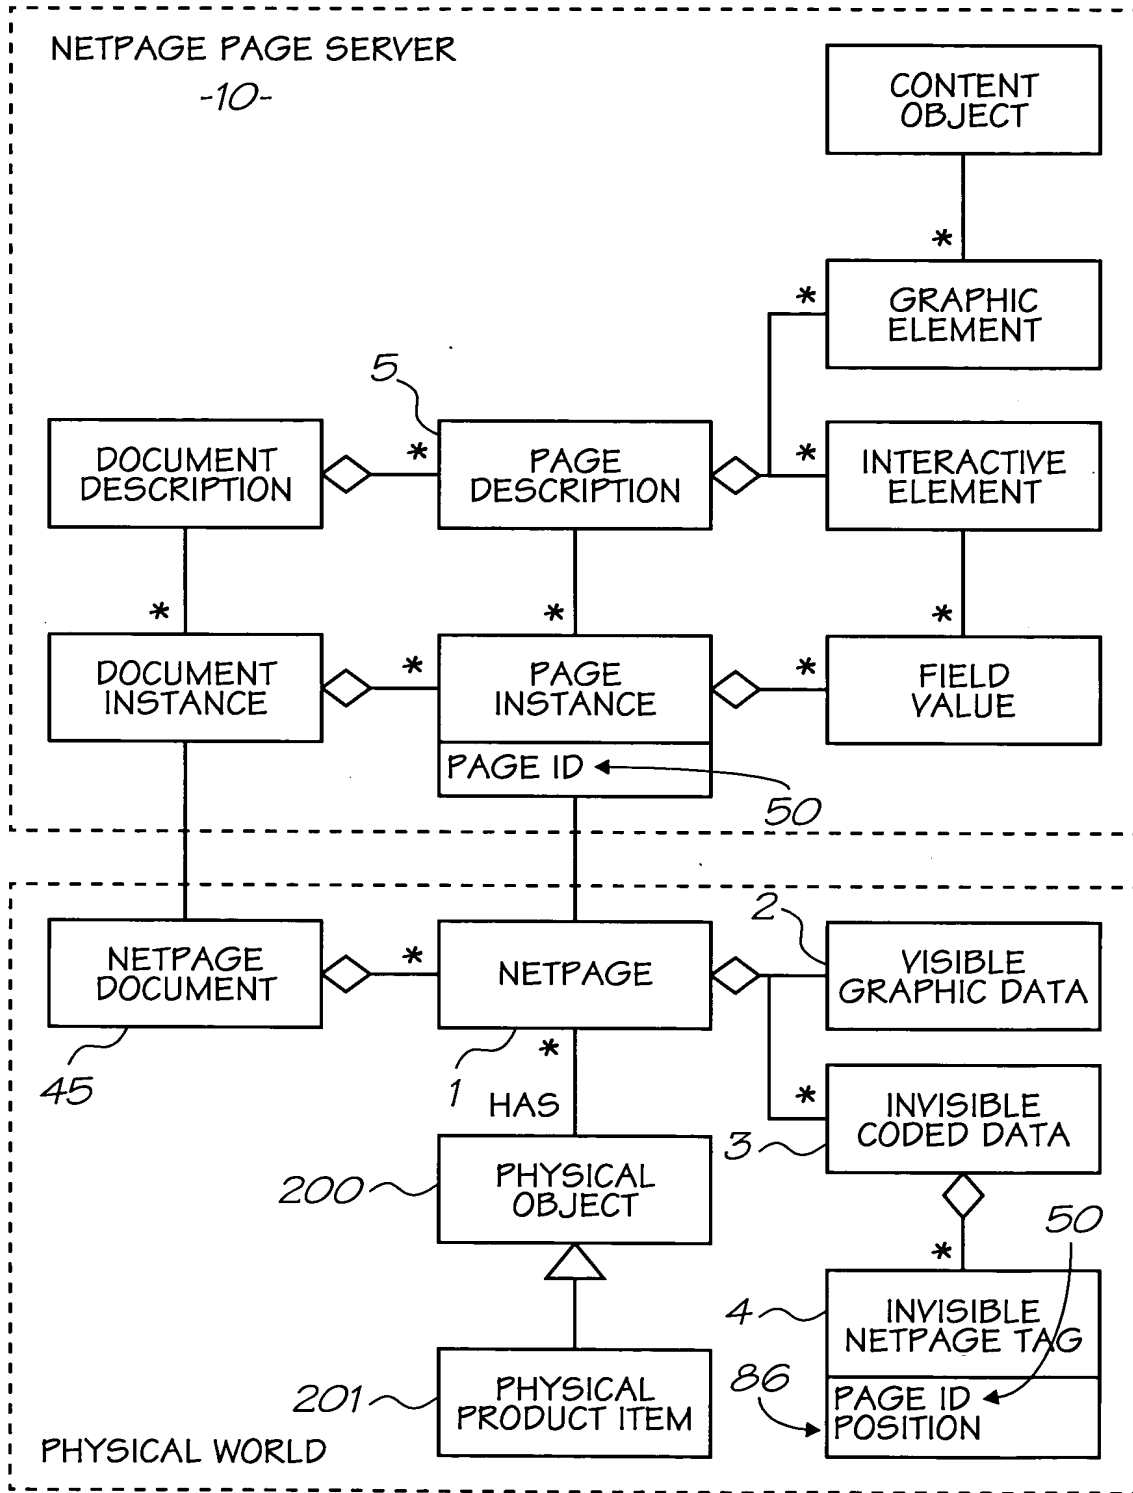 NETPAGE PAGE SERVER
-10-
CONTENT
OBJECT
*
GRAPHIC
ELEMENT
*
5
DOCUMENT
DESCRIPTION
*
PAGE
DESCRIPTION
*
INTERACTIVE
ELEMENT
*
*
*
DOCUMENT
INSTANCE
*
PAGE
INSTANCE
PAGE ID
50
*
FIELD
VALUE
NETPAGE
DOCUMENT
45
*
NETPAGE
1
2
VISIBLE
GRAPHIC DATA
*
HAS
*
INVISIBLE
CODED DATA
3
200
PHYSICAL
OBJECT
50
*
4
INVISIBLE
NETPAGE TAG
86
PAGE ID
POSITION
201
PHYSICAL
PRODUCT ITEM
PHYSICAL WORLD